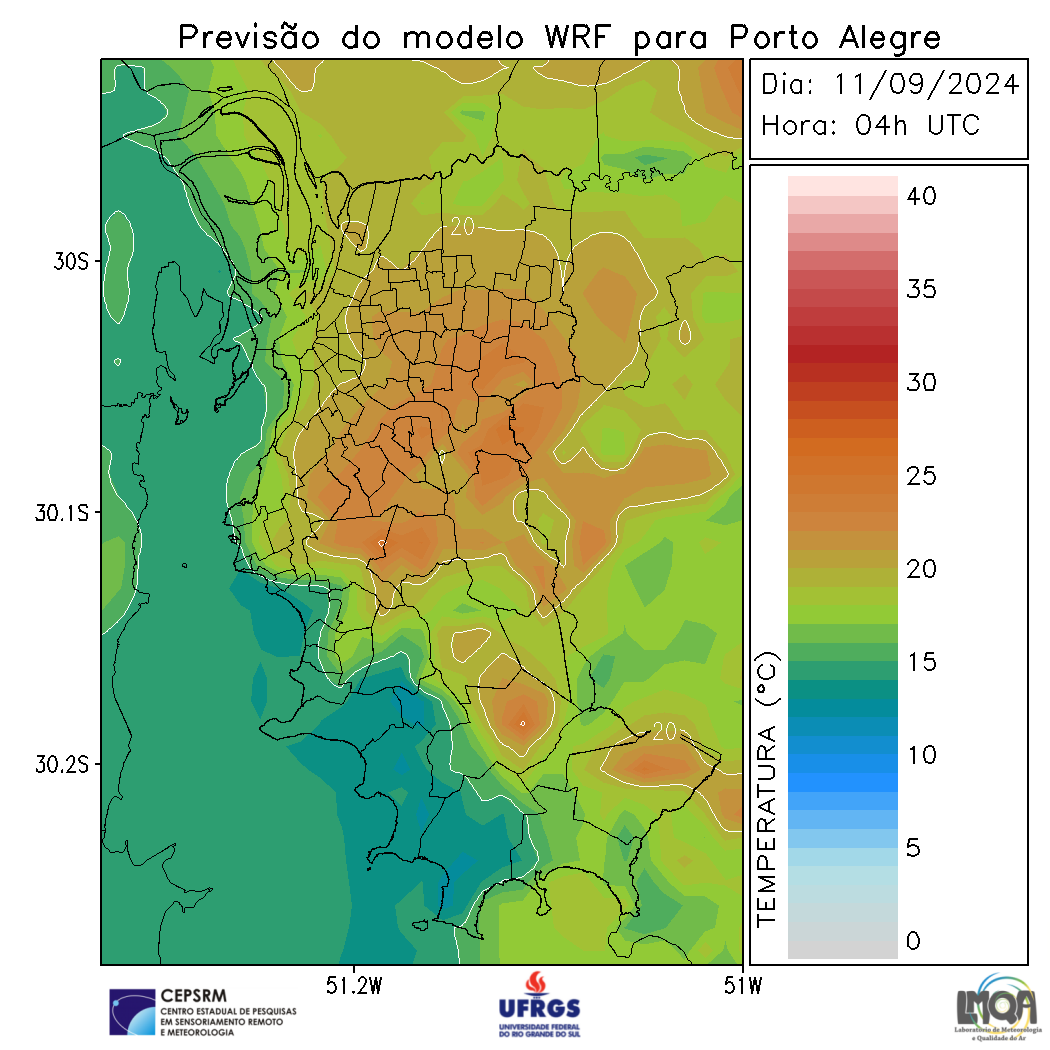 Previsão do modelo WRF para Porto Alegre
Dia: 11/09/2024
Hora: 04h UTC
40
35
30
25
20
15
10
5
0
TEMPERATURA (°C)
20
20
30S
30.1S
30.2S
51.2W
51W
CEPSRM
CENTRO ESTADUAL DE PESQUISAS
EM SENSORIAMENTO REMOTO
E METEOROLOGIA
UFRGS
UNIVERSIDADE FEDERAL
DO RIO GRANDE DO SUL
LMQA
Laboratório de Meteorologia
e Qualidade do Ar